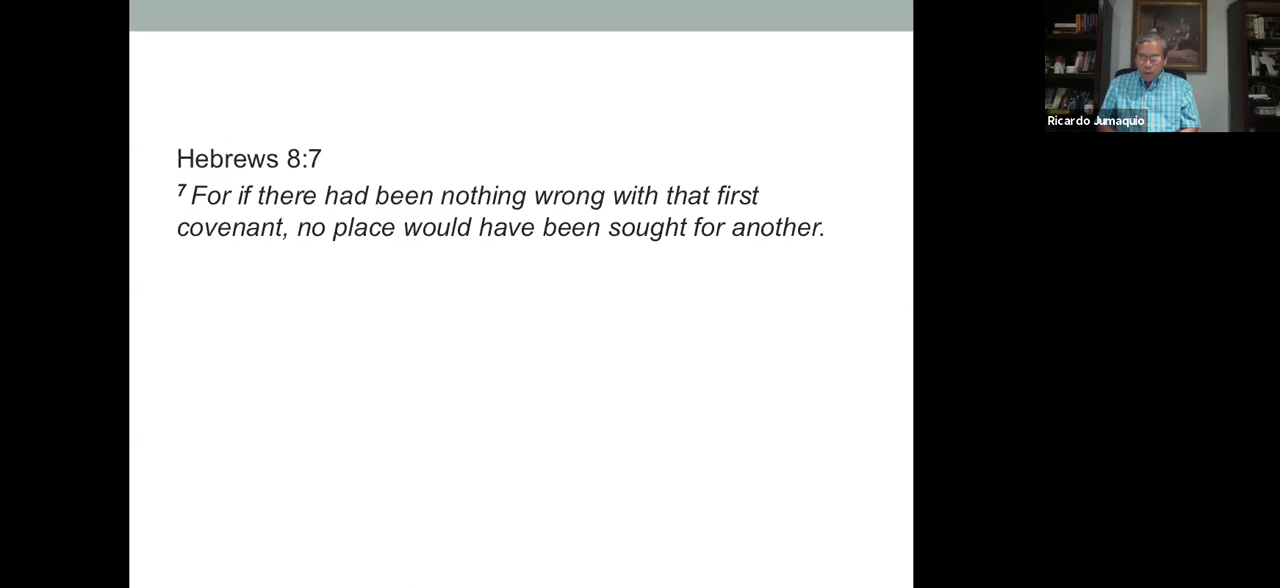 Hebrews 8:7
7 For if there had been nothing wrong with that first
covenant, no place would have been sought for another.
Ricardo Jumaquio